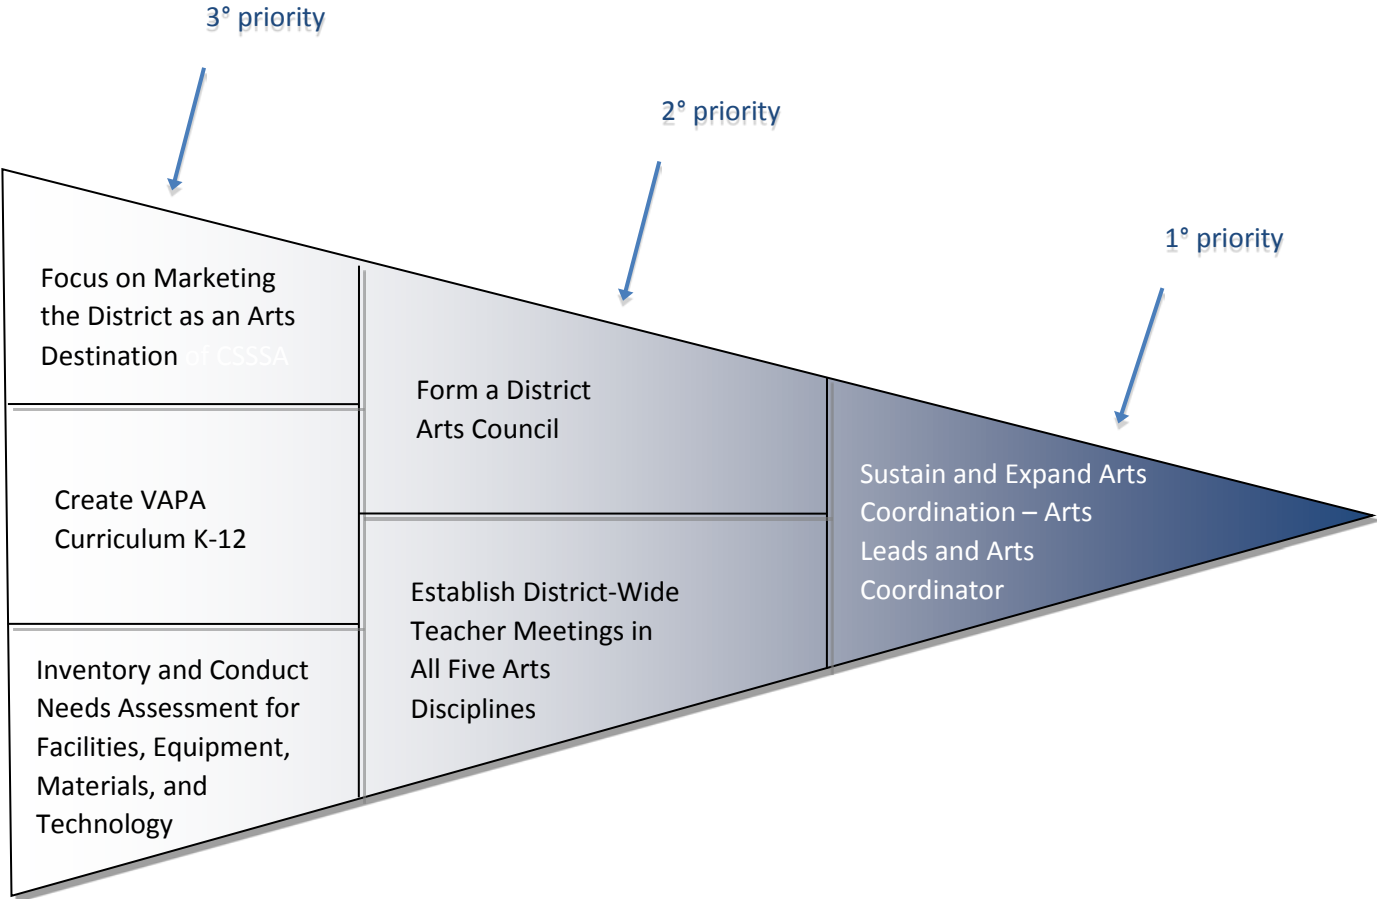 3° priority
2° priority
1° priority
Focus on Marketing
the District as an Arts
Destination of CSSSA
Create VAPA
Curriculum K-12
Inventory and Conduct
Needs Assessment for
Facilities, Equipment,
Materials, and
Technology
Form a District
Arts Council
Establish District-Wide
Teacher Meetings in
All Five Arts
Disciplines
Sustain and Expand Arts
Coordination – Arts
Leads and Arts
Coordinator